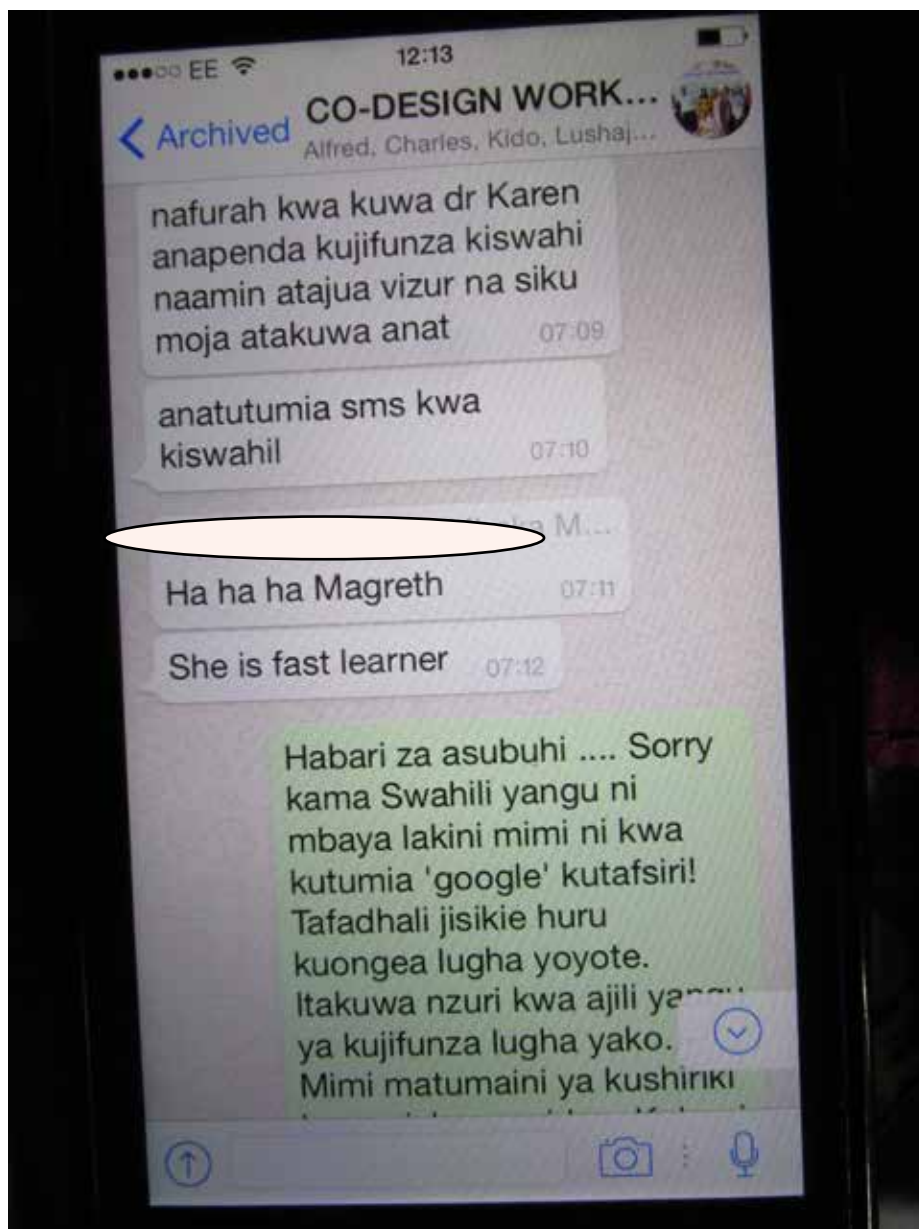 EE 12:13
Archived CO-DESIGN WORK...
Alfred, Charles, Kido, Lushaj...
nafurah kwa kuwa dr Karen
anapenda kujifunza kiswahi
naamin atajua vizur na siku
moja atakuwa anat 07:09
anatutumia sms kwa
kiswahil 07:10
M....
Ha ha ha Magreth 07:11
She is fast learner 07:12
Habari za asubuhi .... Sorry
kama Swahili yangu ni
mbaya lakini mimi ni kwa
kutumia 'google' kutafsiri!
Tafadhali jisikie huru
kuongea lugha yoyote.
Itakuwa nzuri kwa ajili yangu
ya kujifunza lugha yako.
Mimi matumaini ya kushiriki